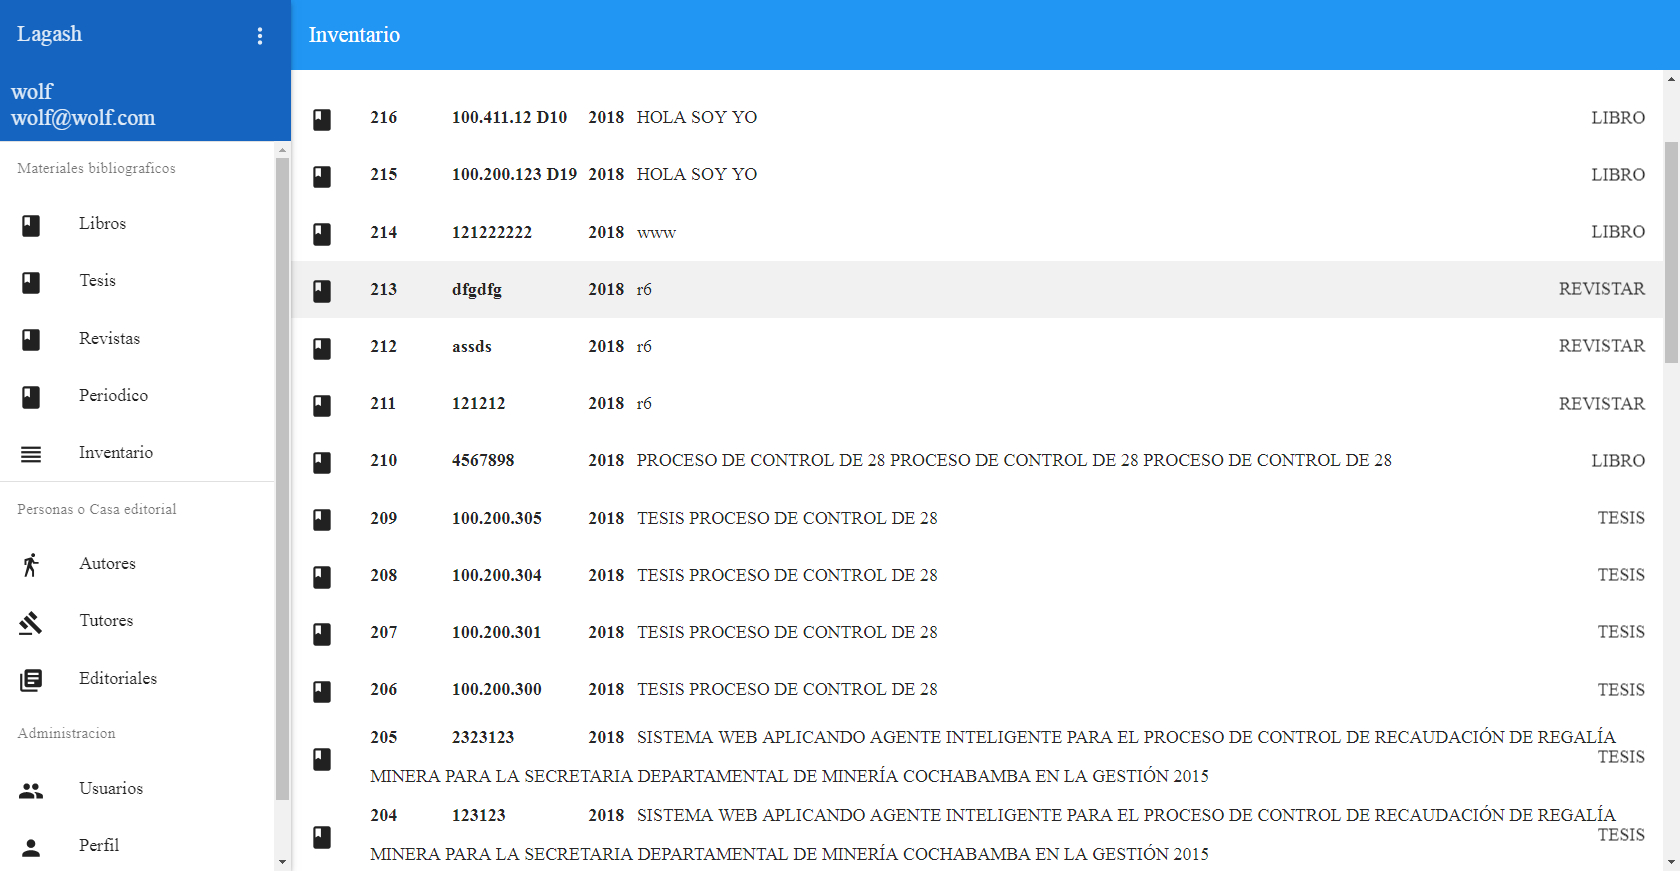 Lagash
wolf
wolf@wolf.com
Materiales bibliograficos
Libros
Tesis
Revistas
Periodico
Inventario
Personas o Casa editorial
Autores
Tutores
Editoriales
Administracion
Usuarios
Perfil
Inventario
216 100.411.12 D10 2018 HOLA SOY YO LIBRO
215 100.200.123 D19 2018 HOLA SOY YO LIBRO
214 121222222 2018 www LIBRO
213 dfgdfg 2018 r6 REVISTAR
212 assds 2018 r6 REVISTAR
211 121212 2018 r6 REVISTAR
210 4567898 2018 PROCESO DE CONTROL DE 28 PROCESO DE CONTROL DE 28 PROCESO DE CONTROL DE 28 LIBRO
209 100.200.305 2018 TESIS PROCESO DE CONTROL DE 28 TESIS
208 100.200.304 2018 TESIS PROCESO DE CONTROL DE 28 TESIS
207 100.200.301 2018 TESIS PROCESO DE CONTROL DE 28 TESIS
206 100.200.300 2018 TESIS PROCESO DE CONTROL DE 28 TESIS
205 2323123 2018 SISTEMA WEB APLICANDO AGENTE INTELIGENTE PARA EL PROCESO DE CONTROL DE RECAUDACIÓN DE REGALÍA
TESIS
MINERA PARA LA SECRETARIA DEPARTAMENTAL DE MINERÍA COCHABAMBA EN LA GESTIÓN 2015
204 123123 2018 SISTEMA WEB APLICANDO AGENTE INTELIGENTE PARA EL PROCESO DE CONTROL DE RECAUDACIÓN DE REGALÍA
TESIS
MINERA PARA LA SECRETARIA DEPARTAMENTAL DE MINERÍA COCHABAMBA EN LA GESTIÓN 2015